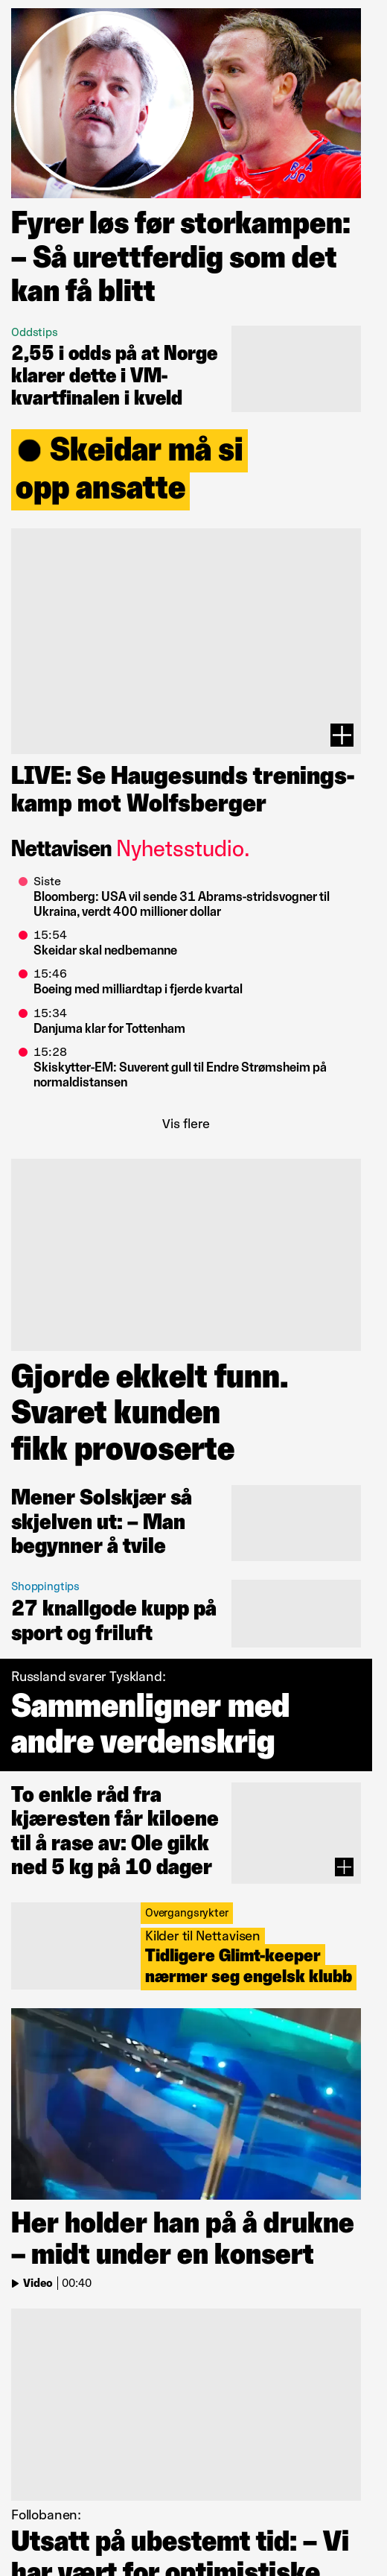 Fyrer løs før storkampen:
– Så urettferdig som det
kan få blitt
Oddstips
2,55 i odds på at Norge
klarer dette i VM-
kvartfinalen i kveld
● Skeidar må si
opp ansatte
LIVE: Se Haugesunds trenings-
kamp mot Wolfsberger
Nettavisen Nyhetsstudio.
Siste
Bloomberg: USA vil sende 31 Abrams-stridsvogner til
Ukraina, verdt 400 millioner dollar
15:54
Skeidar skal nedbemanne
15:46
Boeing med milliardtap i fjerde kvartal
15:34
Danjuma klar for Tottenham
15:28
Skiskytter-EM: Suverent gull til Endre Strømsheim på
normaldistansen
Vis flere
Gjorde ekkelt funn.
Svaret kunden
fikk provoserte
Mener Solskjær så
skjelven ut: – Man
begynner å tvile
Shoppingtips
27 knallgode kupp på
sport og friluft
Russland svarer Tyskland:
Sammenligner med
andre verdenskrig
To enkle råd fra
kjæresten får kiloene
til å rase av: Ole gikk
ned 5 kg på 10 dager
Overgangsrykter
Kilder til Nettavisen
Tidligere Glimt-keeper
nærmer seg engelsk klubb
Her holder han på å drukne
– midt under en konsert
Video | 00:40
Follobanen:
Utsatt på ubestemt tid: – Vi
har vært for optimistiske